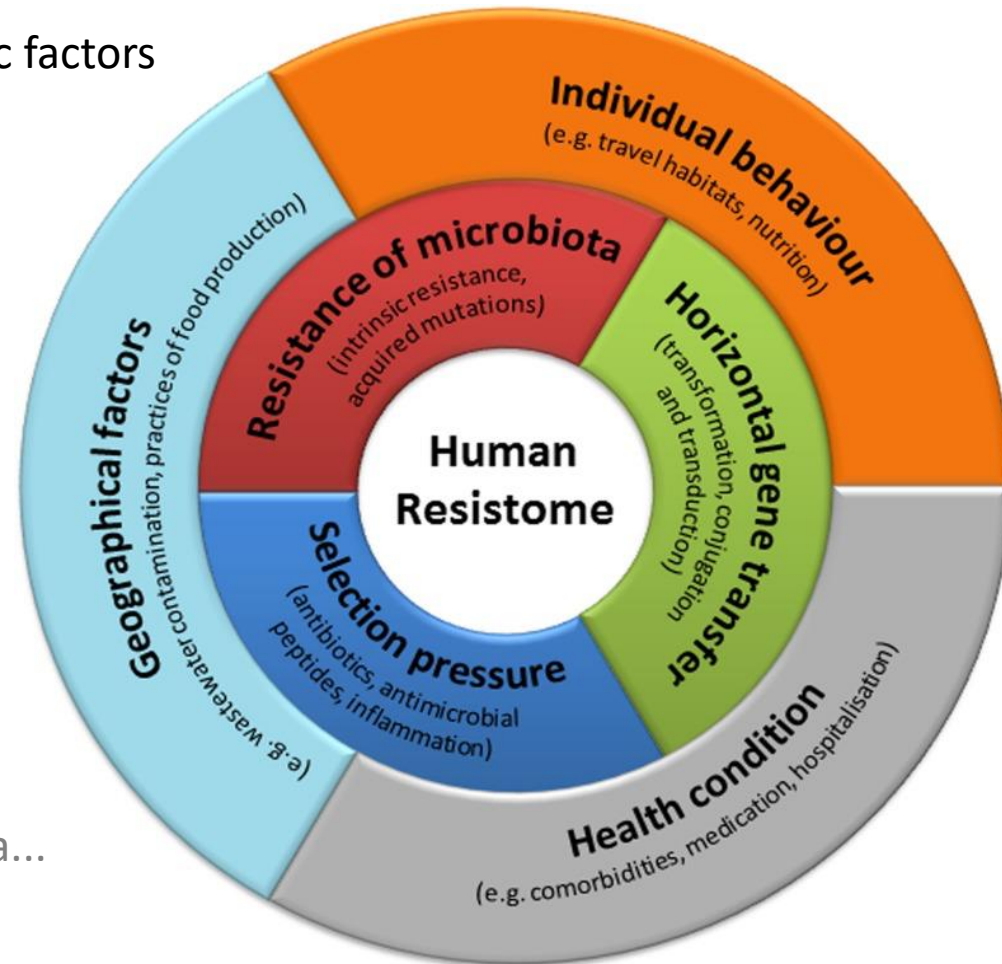 c factors
Individual behaviour
(e.g. travel habitats, nutrition)
Geographical factors
(e.g. wastewater contamination, practices of food production)
Resistance of microbiota
(intrinsic resistance,
acquired mutations)
Horizontal gene transfer
(transformation, conjugation
and transduction)
Human
Resistome
Selection pressure
(antibiotics, antimicrobial
peptides, inflammation)
Health condition
(e.g. comorbidities, medication, hospitalisation)
a...